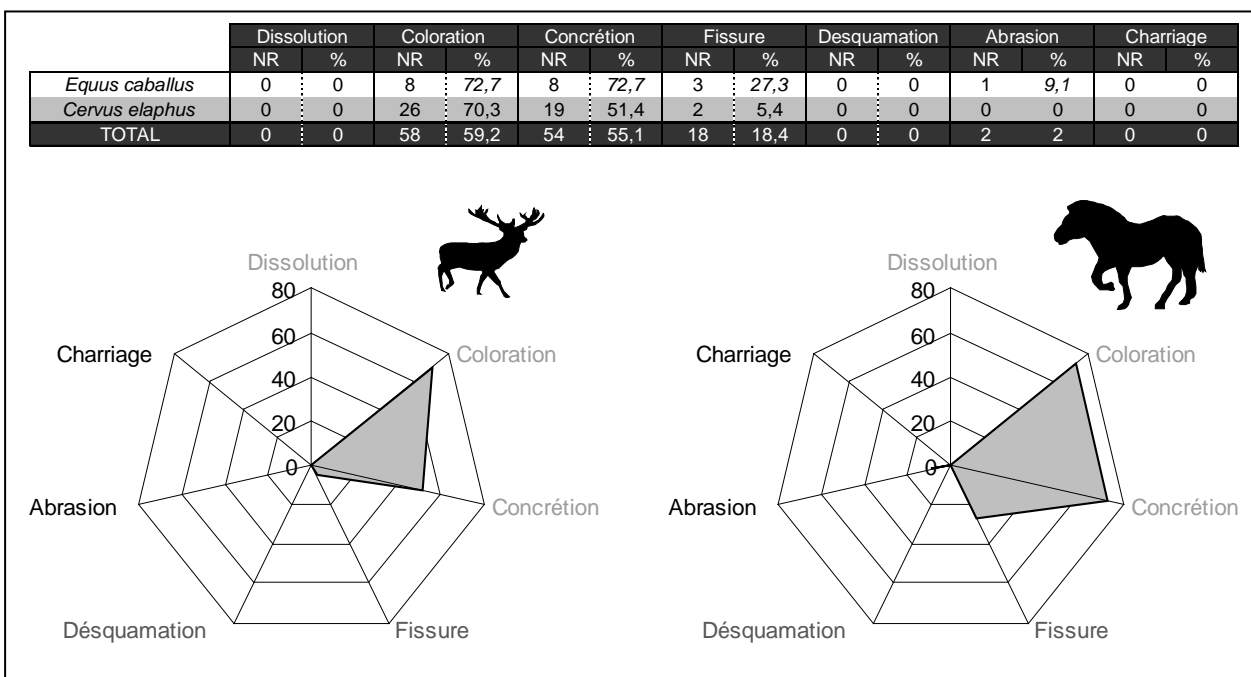 Dissolution Coloration Concrétion Fissure Desquamation Abrasion Charriage
NR % NR % NR % NR % NR % NR % NR %
Equus caballus 0 0 8 72,7 8 72,7 3 27,3 0 0 1 9,1 0 0
Cervus elaphus 0 0 26 70,3 19 51,4 2 5,4 0 0 0 0 0 0
TOTAL 0 0 58 59,2 54 55,1 18 18,4 0 0 2 2 0 0
Dissolution
80
60
40
20
0
Coloration
Concrétion
Fissure
Désquamation
Abrasion
Charriage
Dissolution
80
60
40
20
0
Coloration
Concrétion
Fissure
Désquamation
Abrasion
Charriage